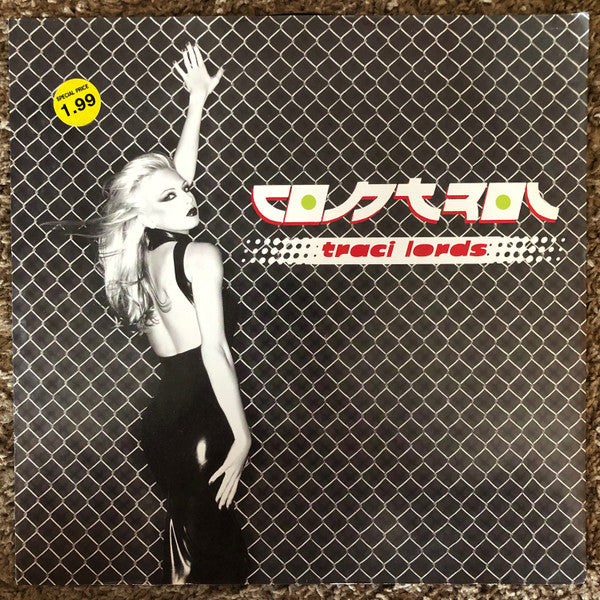 SPECIAL PRICE
1.99
CONTROL
traci lords